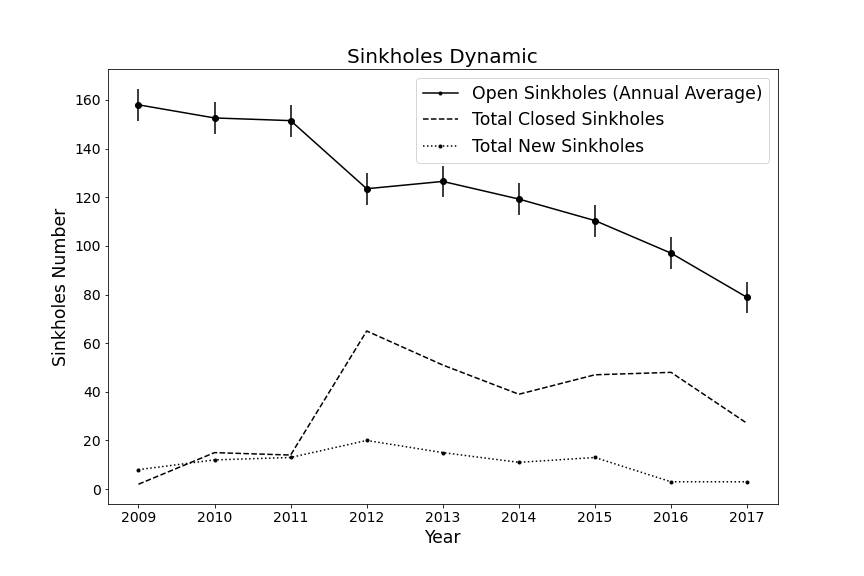 Sinkholes Dynamic
Open Sinkholes (Annual Average)
Total Closed Sinkholes
Total New Sinkholes
Sinkholes Number
160
140
120
100
80
60
40
20
0
2009 2010 2011 2012 2013 2014 2015 2016 2017
Year